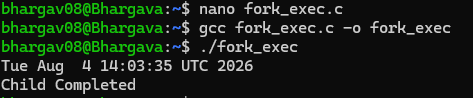 bhargav08@Bhargava:~$ nano fork_exec.c
bhargav08@Bhargava:~$ gcc fork_exec.c -o fork_exec
bhargav08@Bhargava:~$ ./fork_exec
Tue Aug  4 14:03:35 UTC 2026
Child Completed